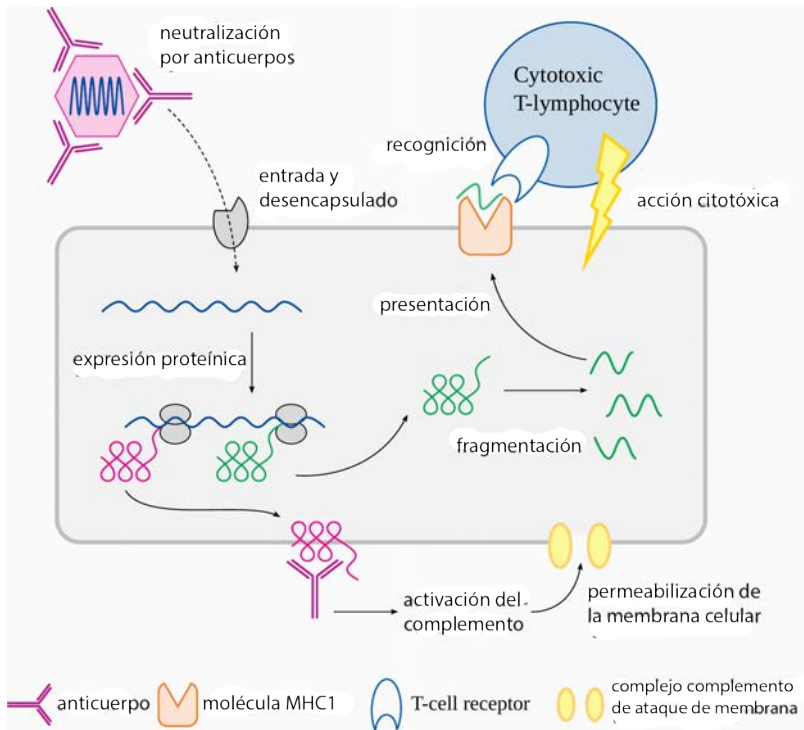 neutralización
por anticuerpos
Cytotoxic
T-lymphocyte
recognición
entrada y
desencapsulado
acción citotóxica
presentación
expresión proteínica
fragmentación
activación del
complemento
permeabilización de
la membrana celular
anticuerpo
molécula MHC1
T-cell receptor
complejo complemento
de ataque de membrana